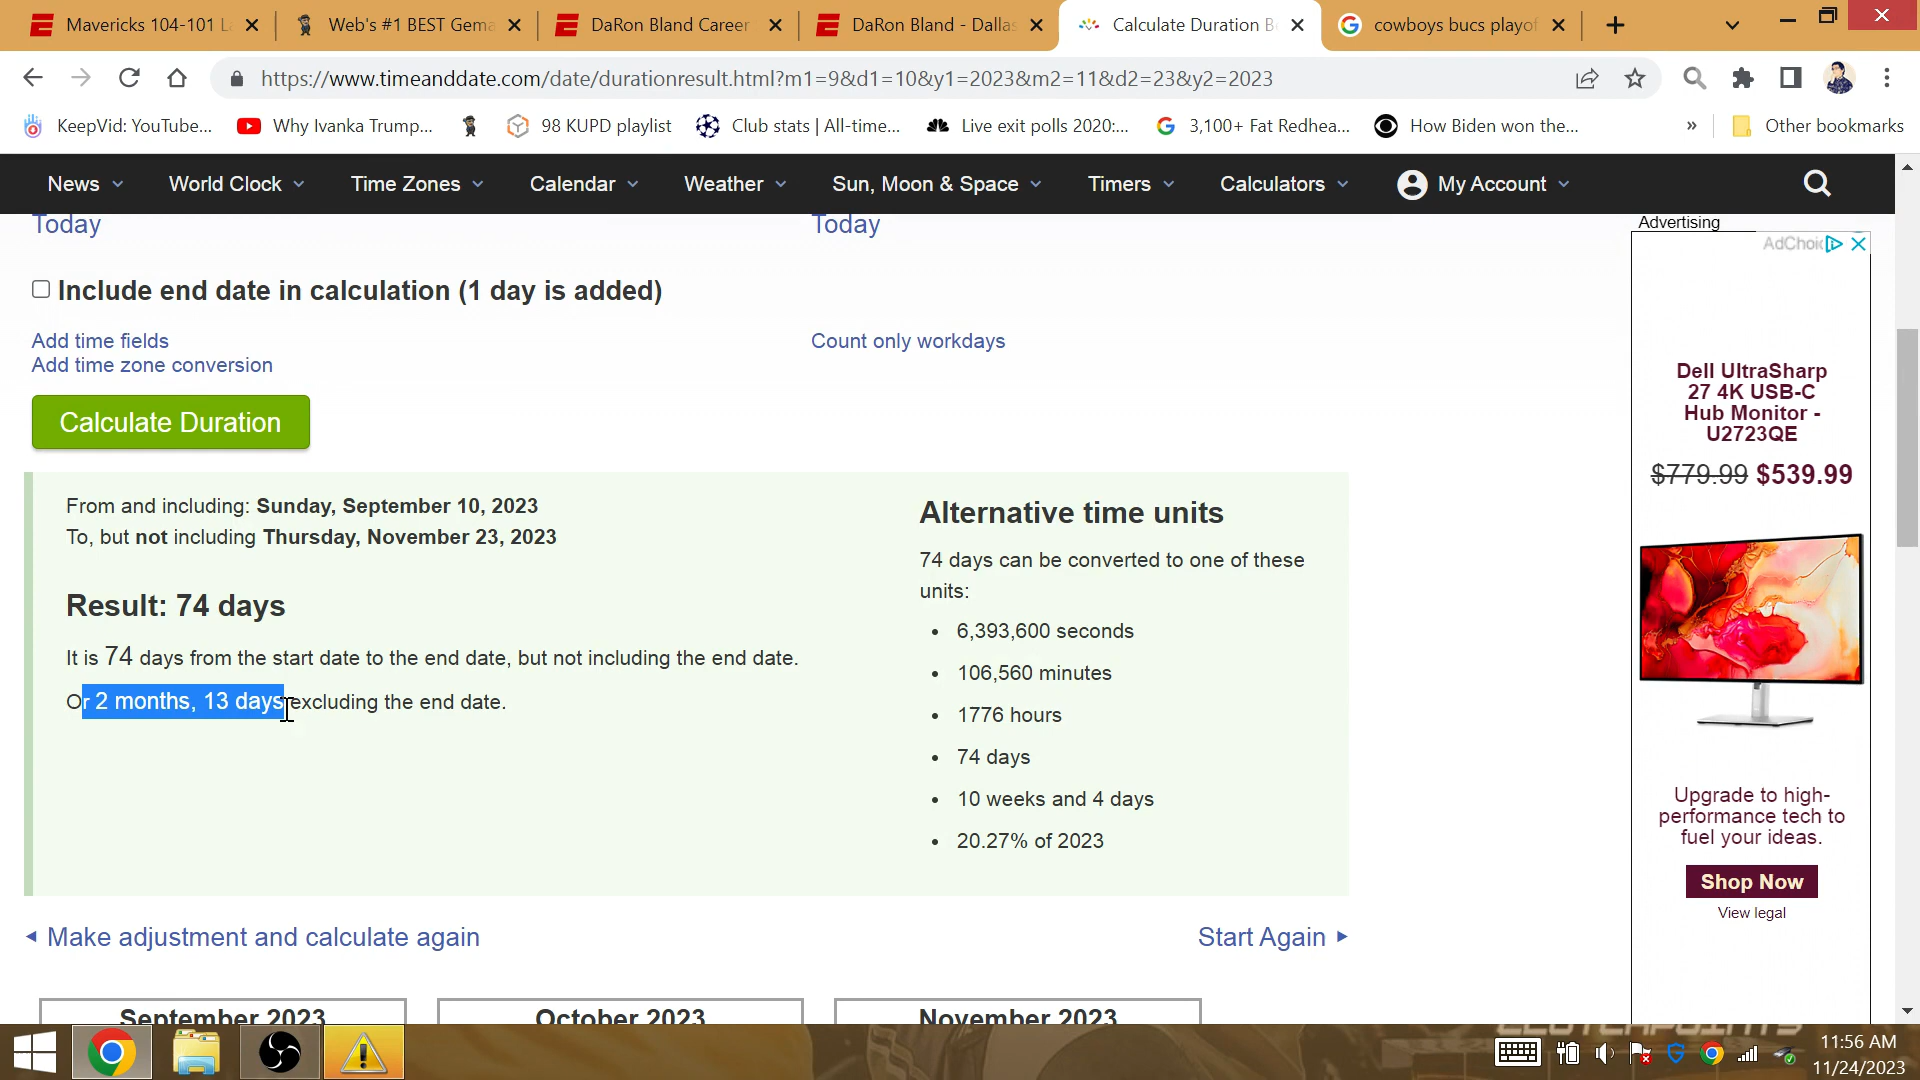 Mavericks 104-101 L
Web's #1 BEST Gema
DaRon Bland Career
DaRon Bland - Dallas
Calculate Duration B
cowboys bucs playof
https://www.timeanddate.com/date/durationresult.html?m1=9&d1=10&y1=2023&m2=11&d2=23&y2=2023
KeepVid: YouTube...
Why Ivanka Trump...
98 KUPD playlist
Club stats | All-time...
Live exit polls 2020:...
3,100+ Fat Redhea...
How Biden won the...
»
Other bookmarks
News
World Clock
Time Zones
Calendar
Weather
Sun, Moon & Space
Timers
Calculators
My Account
Today
Today
Include end date in calculation (1 day is added)
Add time fields
Add time zone conversion
Count only workdays
Calculate Duration
From and including: Sunday, September 10, 2023
To, but not including Thursday, November 23, 2023
Result: 74 days
It is 74 days from the start date to the end date, but not including the end date.
Or 2 months, 13 days excluding the end date.
Alternative time units
74 days can be converted to one of these
units:
6,393,600 seconds
106,560 minutes
1776 hours
74 days
10 weeks and 4 days
20.27% of 2023
Make adjustment and calculate again
Start Again
September 2023
October 2023
November 2023
Advertising
AdChoi
Dell UltraSharp
27 4K USB-C
Hub Monitor -
U2723QE
$779.99 $539.99
Upgrade to high-
performance tech to
fuel your ideas.
Shop Now
View legal
CLUTCHPOINTS
11:56 AM
11/24/2023